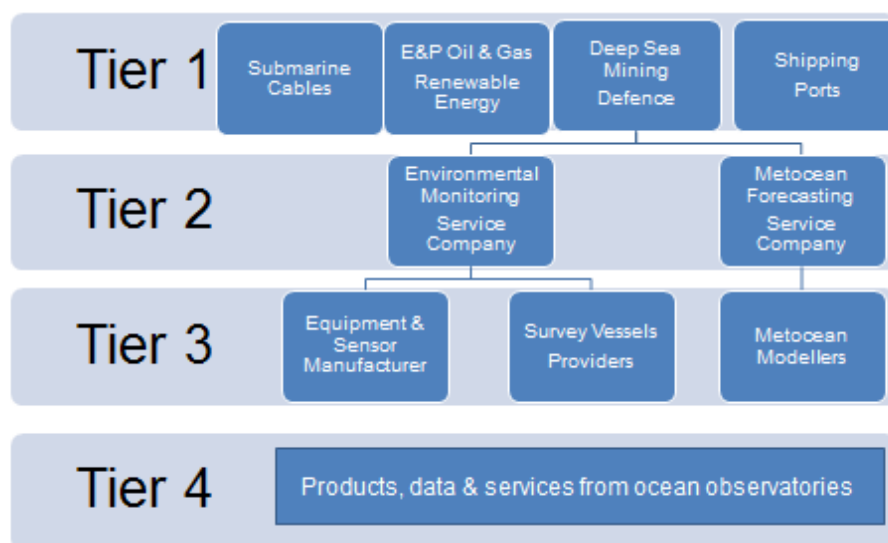 Tier 1
Submarine
Cables
E&P Oil & Gas
Renewable
Energy
Deep Sea
Mining
Defence
Shipping
Ports
Tier 2
Environmental
Monitoring
Service
Company
Metocean
Forecasting
Service
Company
Tier 3
Equipment &
Sensor
Manufacturer
Survey Vessels
Providers
Metocean
Modellers
Tier 4
Products, data & services from ocean observatories